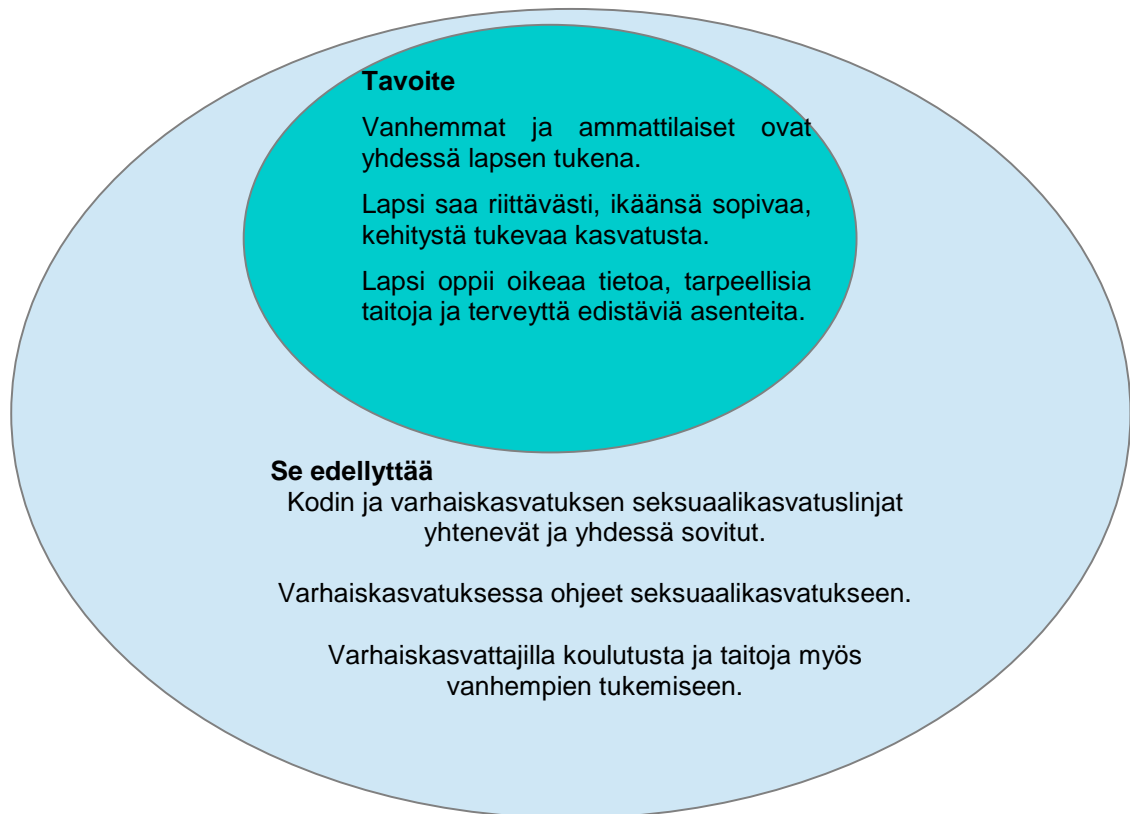 Tavoite
Vanhemmat ja ammattilaiset ovat
yhdessä lapsen tukena.
Lapsi saa riittävästi, ikäänsä sopivaa,
kehitystä tukevaa kasvatusta.
Lapsi oppii oikeaa tietoa, tarpeellisia
taitoja ja terveyttä edistäviä asenteita.
Se edellyttää
Kodin ja varhaiskasvatuksen seksuaalikasvatuslinjat
yhtenevät ja yhdessä sovitut.
Varhaiskasvatuksessa ohjeet seksuaalikasvatukseen.
Varhaiskasvattajilla koulutusta ja taitoja myös
vanhempien tukemiseen.